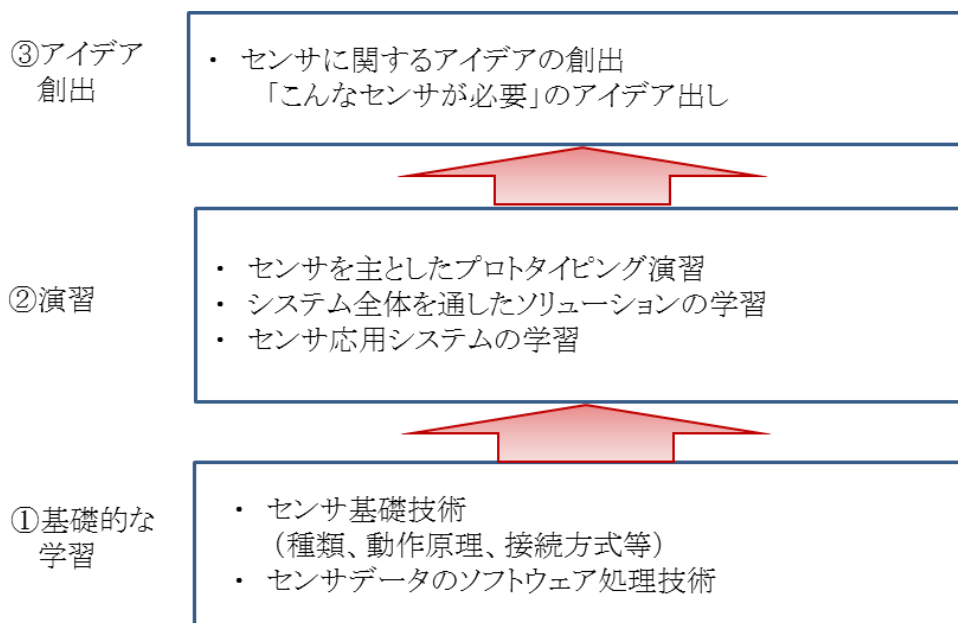 ③アイデア
創出
・ センサに関するアイデアの創出
「こんなセンサが必要」のアイデア出し
②演習
・ センサを主としたプロトタイピング演習
・ システム全体を通したソリューションの学習
・ センサ応用システムの学習
①基礎的な
学習
・ センサ基礎技術
（種類、動作原理、接続方式等）
・ センサデータのソフトウェア処理技術